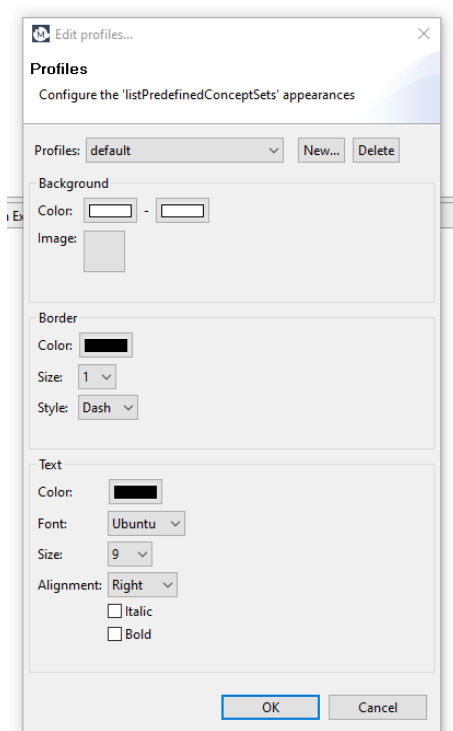 M Edit profiles...
Profiles
Configure the 'listPredefinedConceptSets' appearances
Profiles: default New... Delete
Background
Color: -
Ex
Image:
Border
Color:
Size: 1
Style: Dash
Text
Color:
Font: Ubuntu
Size: 9
Alignment: Right
Italic
Bold
OK Cancel